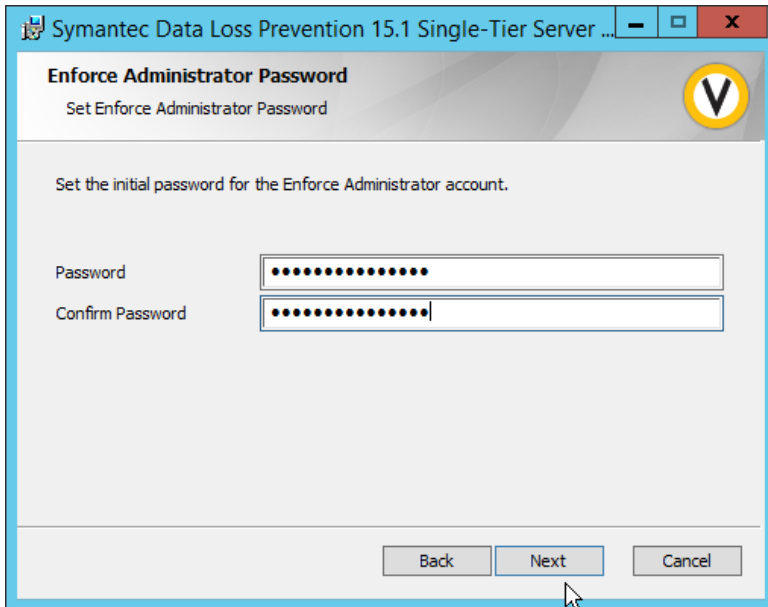 Symantec Data Loss Prevention 15.1 Single-Tier Server ...
Enforce Administrator Password
Set Enforce Administrator Password
V
Set the initial password for the Enforce Administrator account.
Password
●●●●●●●●●●●●●●●
Confirm Password
●●●●●●●●●●●●●●●
Back
Next
Cancel